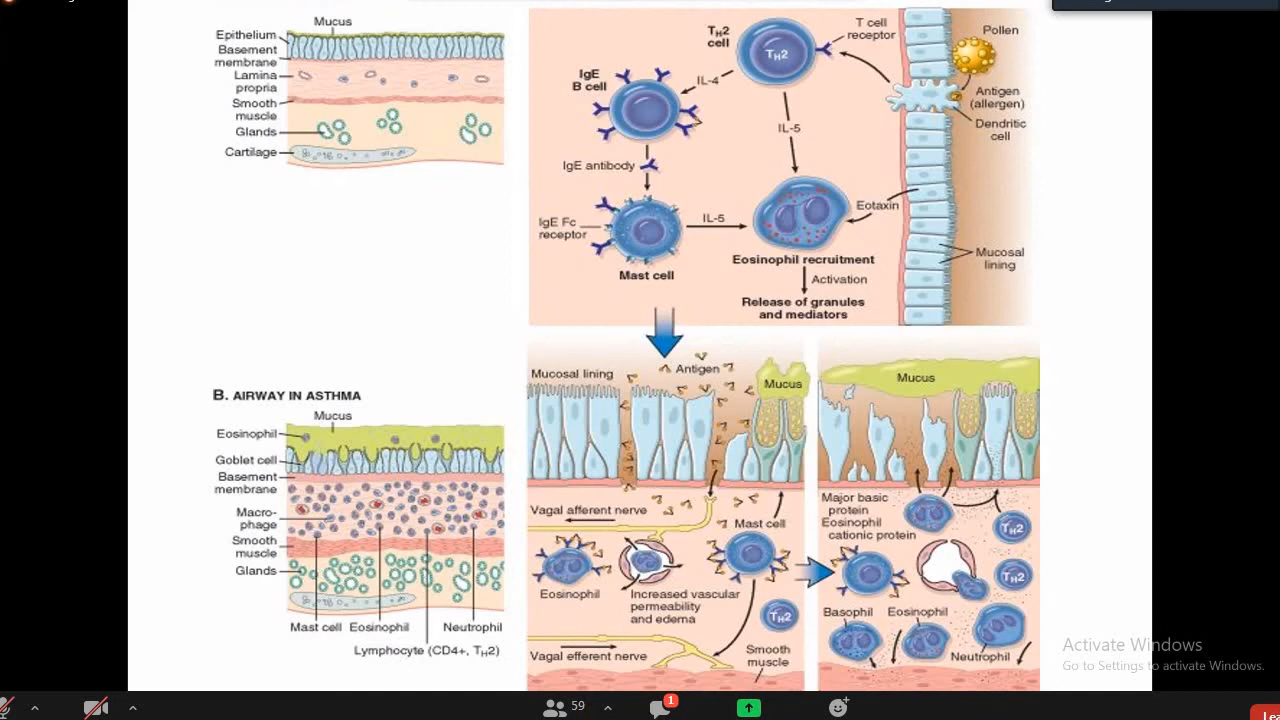 Mucus
Epithelium
Basement
membrane
Lamina
propria
Smooth
muscle
Glands
Cartilage
TH2
cell
TH2
T cell
receptor
Pollen
IgE
B cell
IL-4
Antigen
(allergen)
Dendritic
cell
IL-5
IgE antibody
IgE Fc
receptor
IL-5
Eotaxin
Mast cell
Eosinophil recruitment
Activation
Release of granules
and mediators
Mucosal
lining
B. AIRWAY IN ASTHMA
Mucus
Eosinophil
Goblet cell
Basement
membrane
Macro-
phage
Smooth
muscle
Glands
Mast cell
Eosinophil
Neutrophil
Lymphocyte (CD4+, TH2)
Mucosal lining
Antigen
Mucus
Vagal afferent nerve
Mast cell
Eosinophil
Increased vascular
permeability
and edema
TH2
Vagal efferent nerve
Smooth
muscle
Mucus
Major basic
protein
Eosinophil
cationic protein
TH2
TH2
Basophil
Eosinophil
Neutrophil
Activate Windows
Go to Settings to activate Windows.
59
1